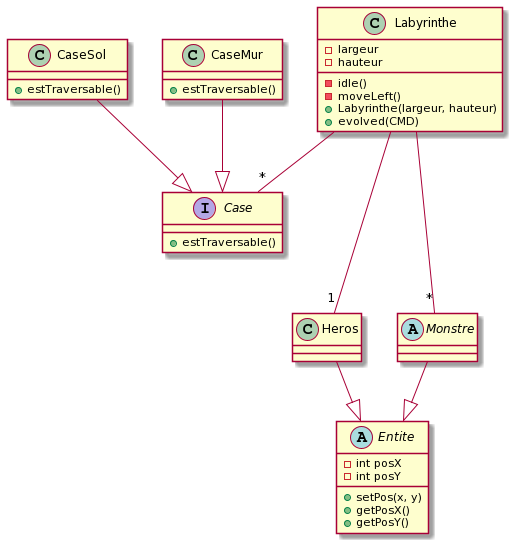 C Labyrinthe
largeur
hauteur
idle()
moveLeft()
Labyrinthe(largeur, hauteur)
evolved(CMD)
C CaseSol
estTraversable()
C CaseMur
estTraversable()
*
I Case
estTraversable()
1
*
C Heros
A Monstre
A Entite
int posX
int posY
setPos(x, y)
getPosX()
getPosY()